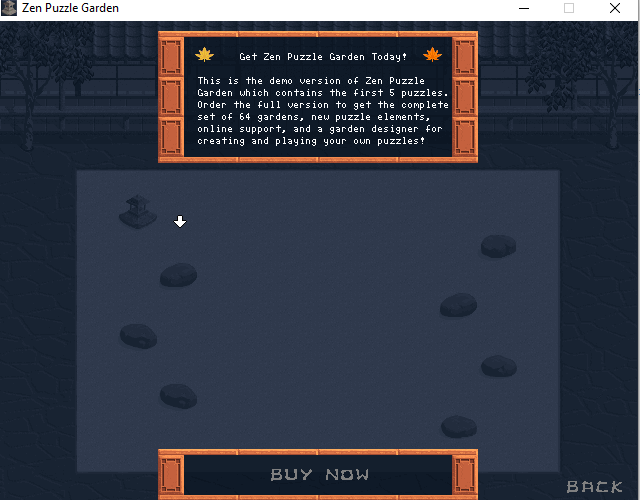 Zen Puzzle Garden
Get Zen Puzzle Garden Today!
This is the demo version of Zen Puzzle
Garden which contains the first 5 puzzles.
Order the full version to get the complete
set of 64 gardens, new puzzle elements,
online support, and a garden designer for
creating and playing your own puzzles!
BUY NOW
BACK